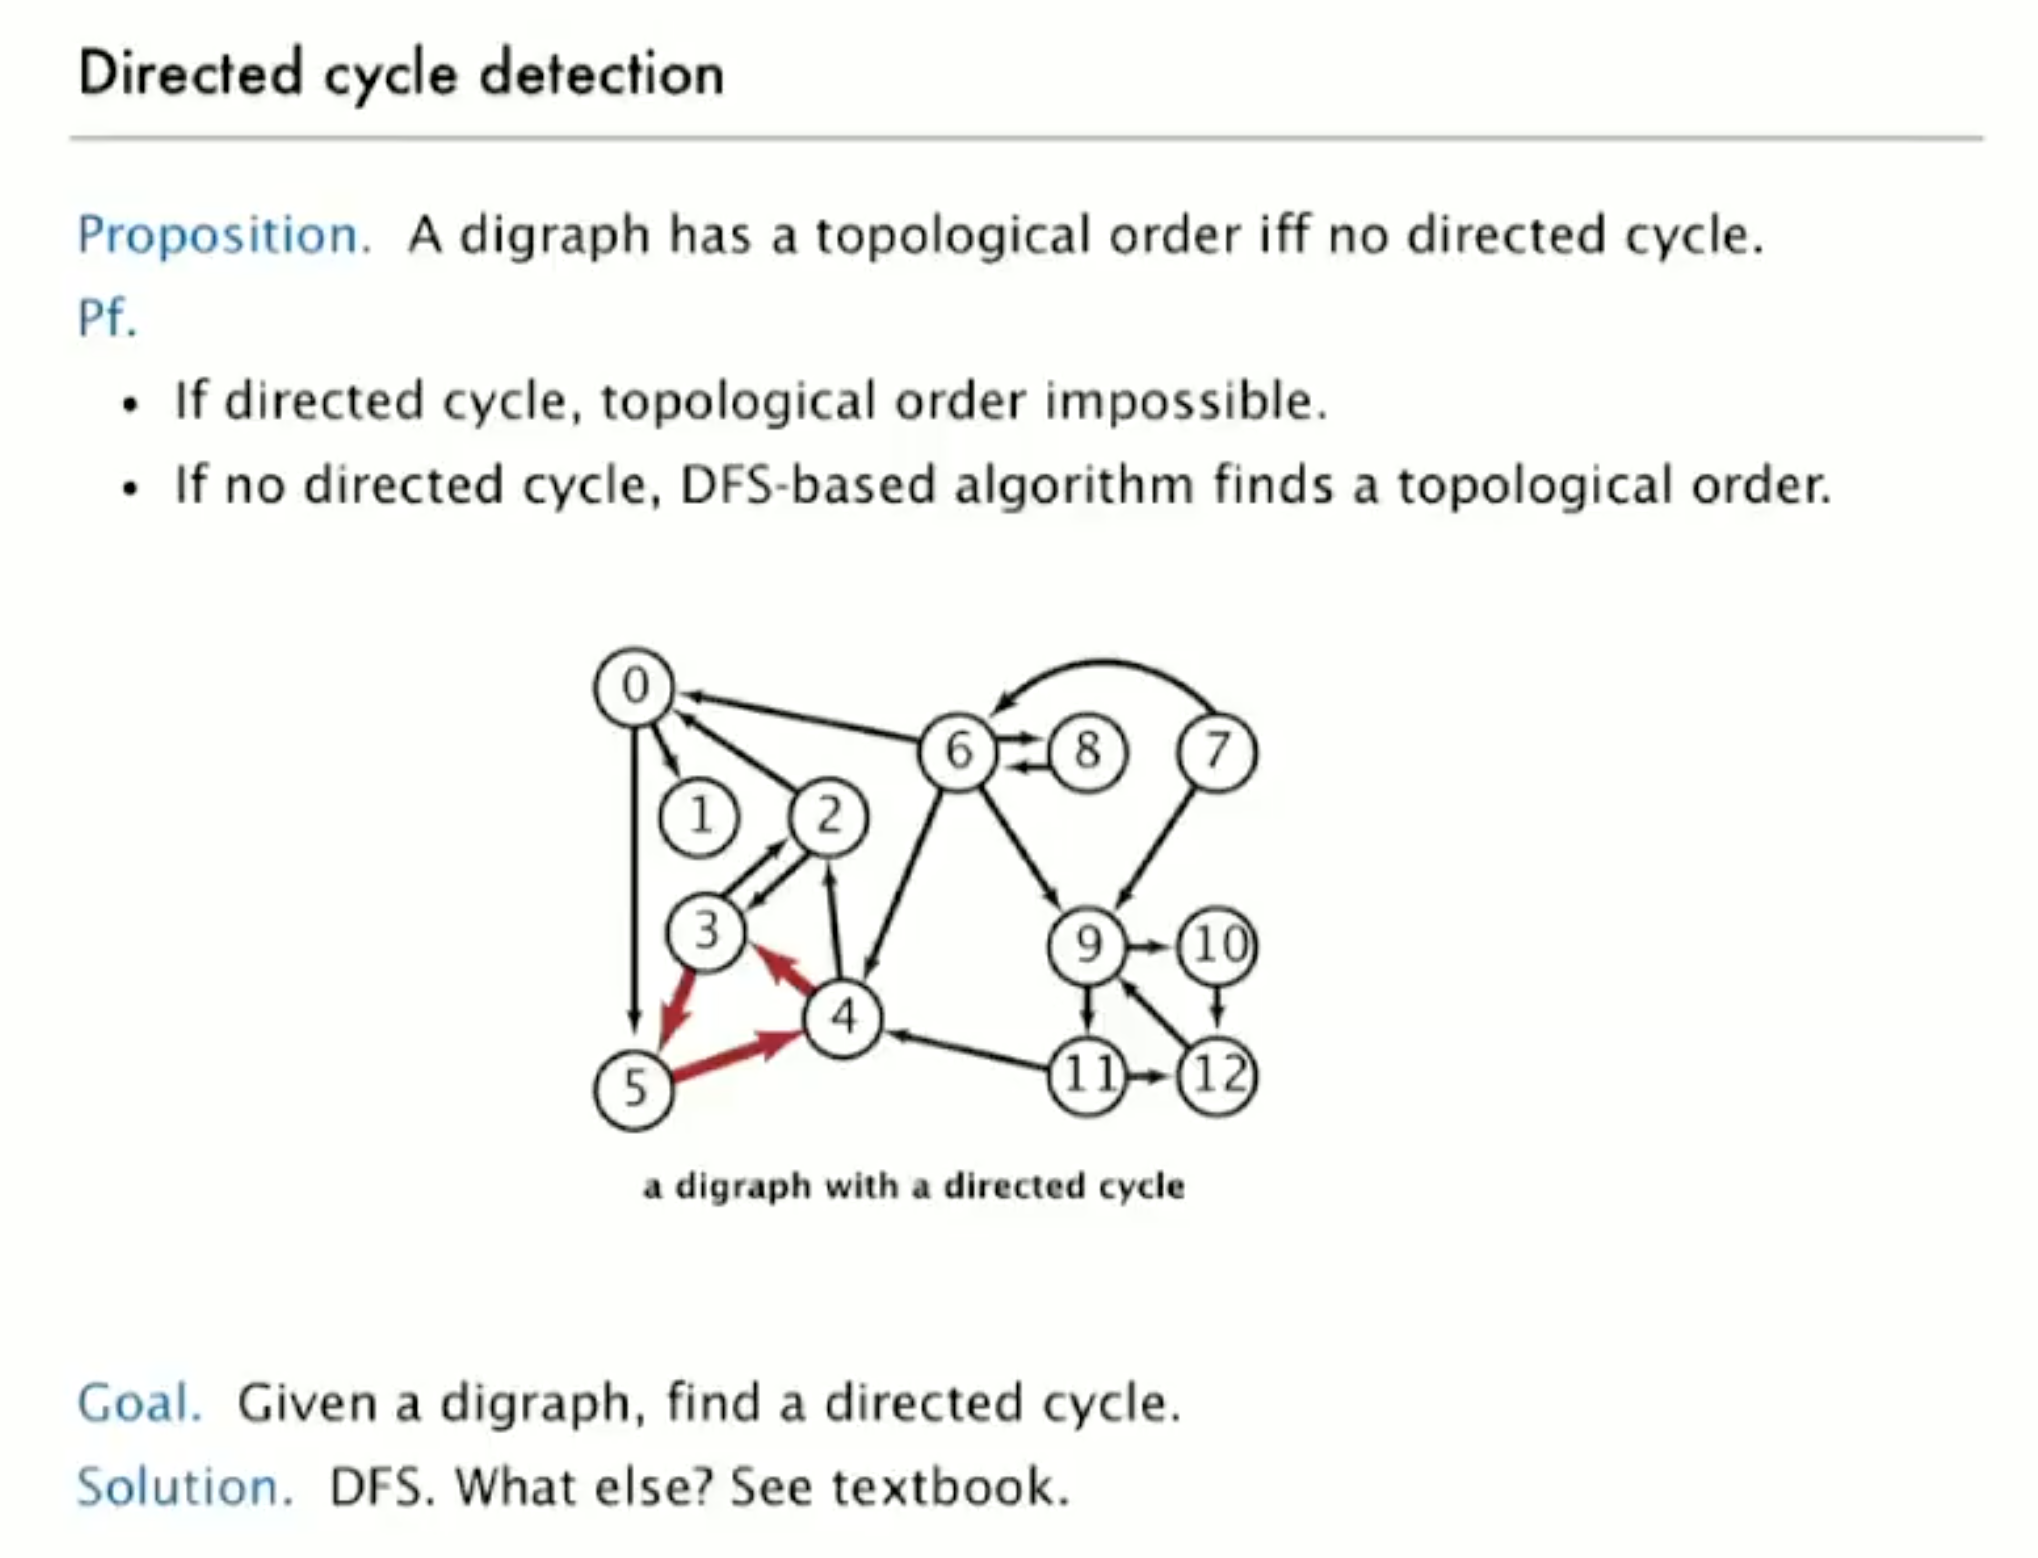 Directed cycle detection
Proposition. A digraph has a topological order iff no directed cycle.
Pf.
• If directed cycle, topological order impossible.
• If no directed cycle, DFS-based algorithm finds a topological order.
0
6
8
7
1
2
3
9
10
4
5
11
12
a digraph with a directed cycle
Goal. Given a digraph, find a directed cycle.
Solution. DFS. What else? See textbook.